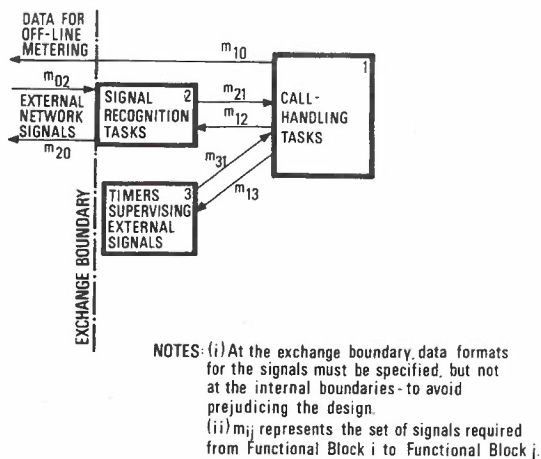 DATA FOR
OFF-LINE
METERING
m10
1
m02
SIGNAL 2
RECOGNITION
TASKS
m21
m12
CALL-
HANDLING
TASKS
EXTERNAL
NETWORK
SIGNALS
m20
m31
m13
TIMERS 3
SUPERVISING
EXTERNAL
SIGNALS
EXCHANGE BOUNDARY
NOTES: (i) At the exchange boundary, data formats
for the signals must be specified, but not
at the internal boundaries - to avoid
prejudicing the design.
(ii) mij represents the set of signals required
from Functional Block i to Functional Block j.